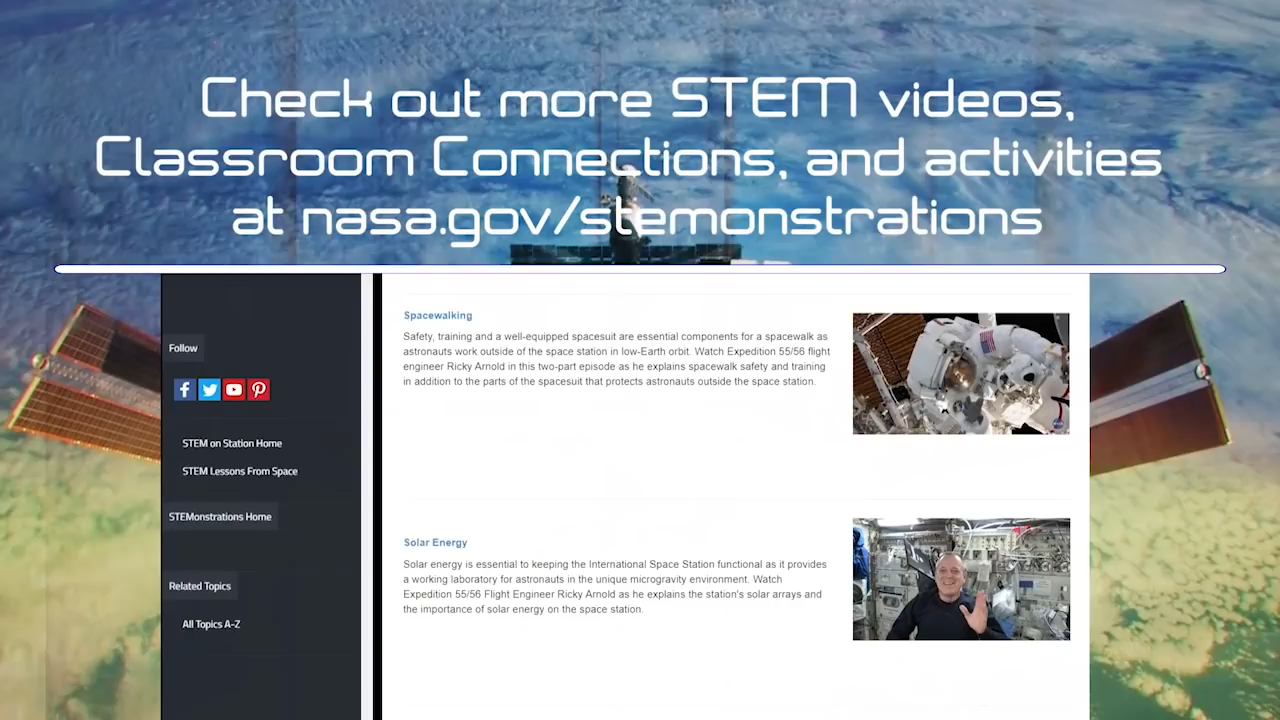 Check out more STEM videos,
Classroom Connections, and activities
at nasa.gov/stemonstrations
Follow
STEM on Station Home
STEM Lessons From Space
STEMonstrations Home
Related Topics
All Topics A-Z
Spacewalking
Safety, training and a well-equipped spacesuit are essential components for a spacewalk as
astronauts work outside of the space station in low-Earth orbit. Watch Expedition 55/56 flight
engineer Ricky Arnold in this two-part episode as he explains spacewalk safety and training
in addition to the parts of the spacesuit that protects astronauts outside the space station.
Solar Energy
Solar energy is essential to keeping the International Space Station functional as it provides
a working laboratory for astronauts in the unique microgravity environment. Watch
Expedition 55/56 Flight Engineer Ricky Arnold as he explains the station's solar arrays and
the importance of solar energy on the space station.